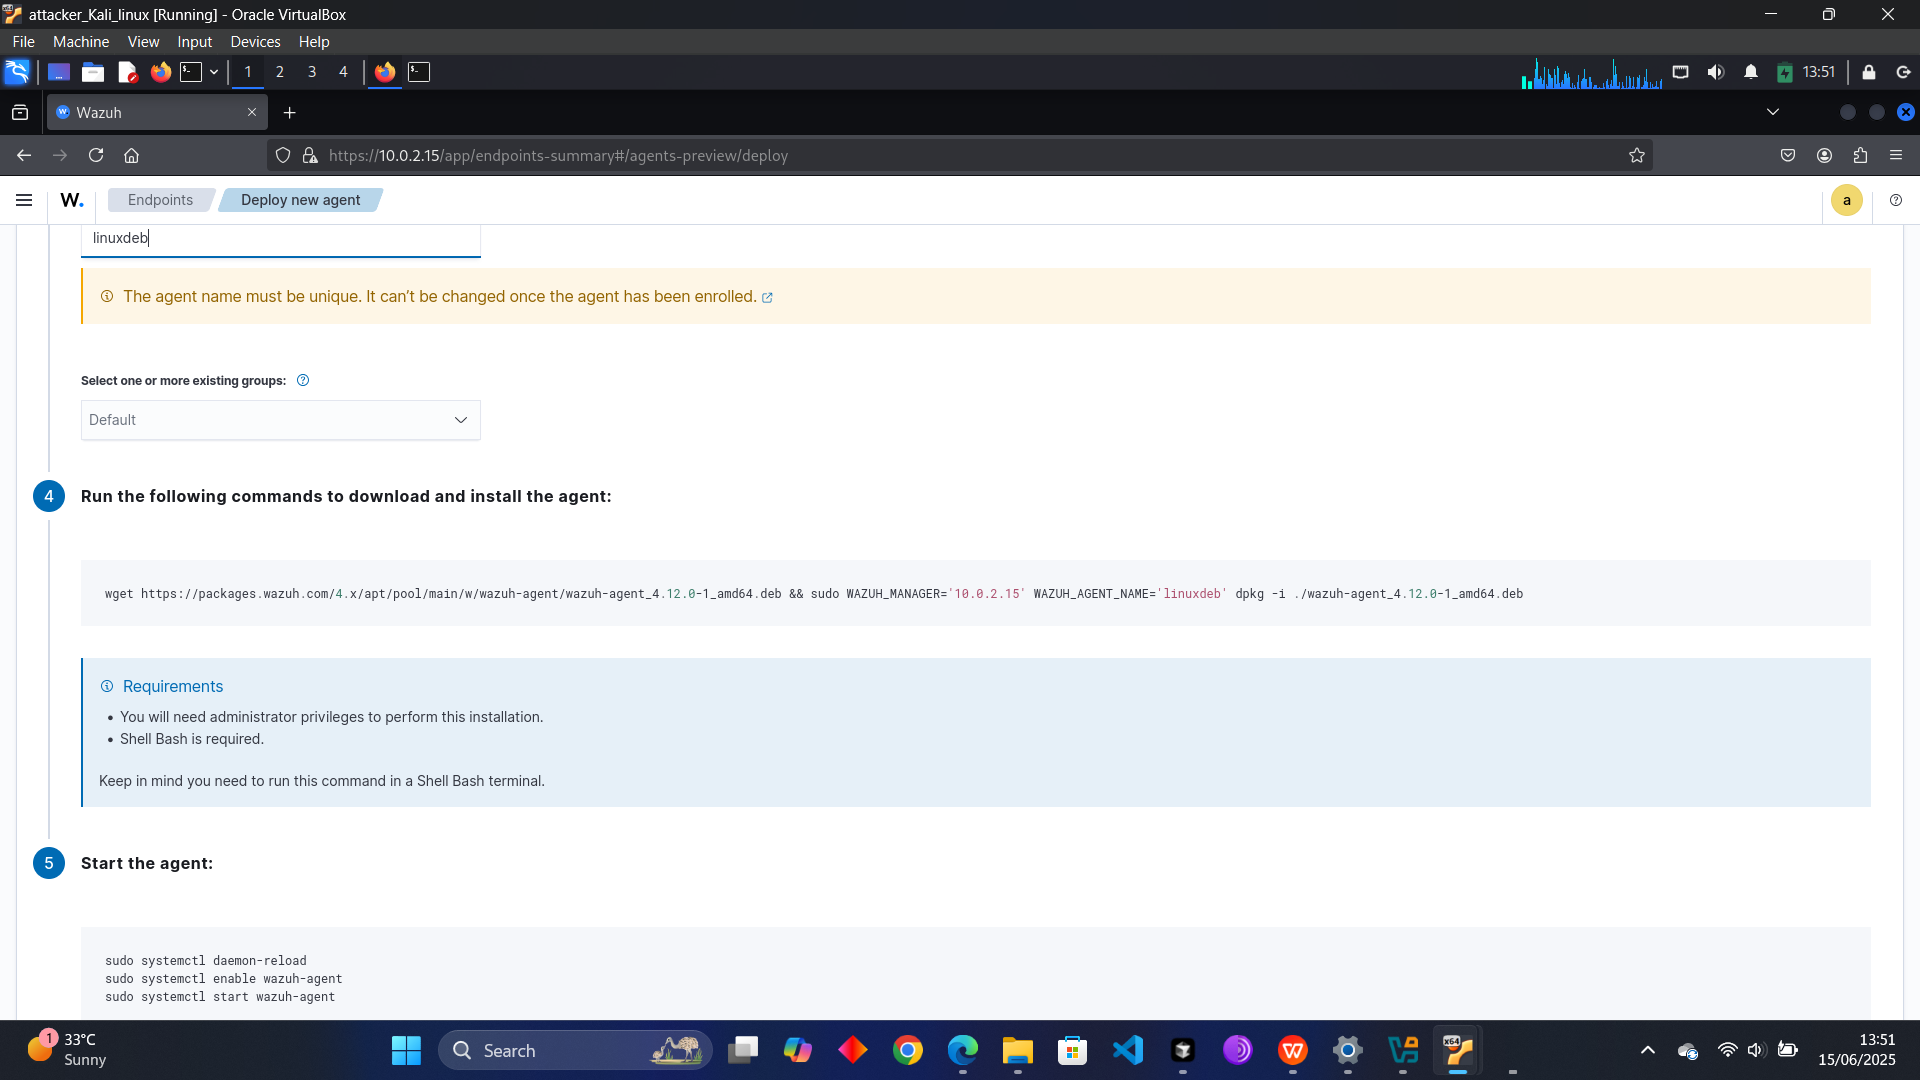 attacker_Kali_linux [Running] - Oracle VirtualBox
File Machine View Input Devices Help
1 2 3 4 13:51
Wazuh
https://10.0.2.15/app/endpoints-summary#/agents-preview/deploy
W. Endpoints Deploy new agent a
linuxdeb
The agent name must be unique. It can’t be changed once the agent has been enrolled.
Select one or more existing groups:
Default
4 Run the following commands to download and install the agent:
wget https://packages.wazuh.com/4.x/apt/pool/main/w/wazuh-agent/wazuh-agent_4.12.0-1_amd64.deb && sudo WAZUH_MANAGER='10.0.2.15' WAZUH_AGENT_NAME='linuxdeb' dpkg -i ./wazuh-agent_4.12.0-1_amd64.deb
Requirements
• You will need administrator privileges to perform this installation.
• Shell Bash is required.
Keep in mind you need to run this command in a Shell Bash terminal.
5 Start the agent:
sudo systemctl daemon-reload
sudo systemctl enable wazuh-agent
sudo systemctl start wazuh-agent
1 33°C
Sunny
Search
13:51
15/06/2025